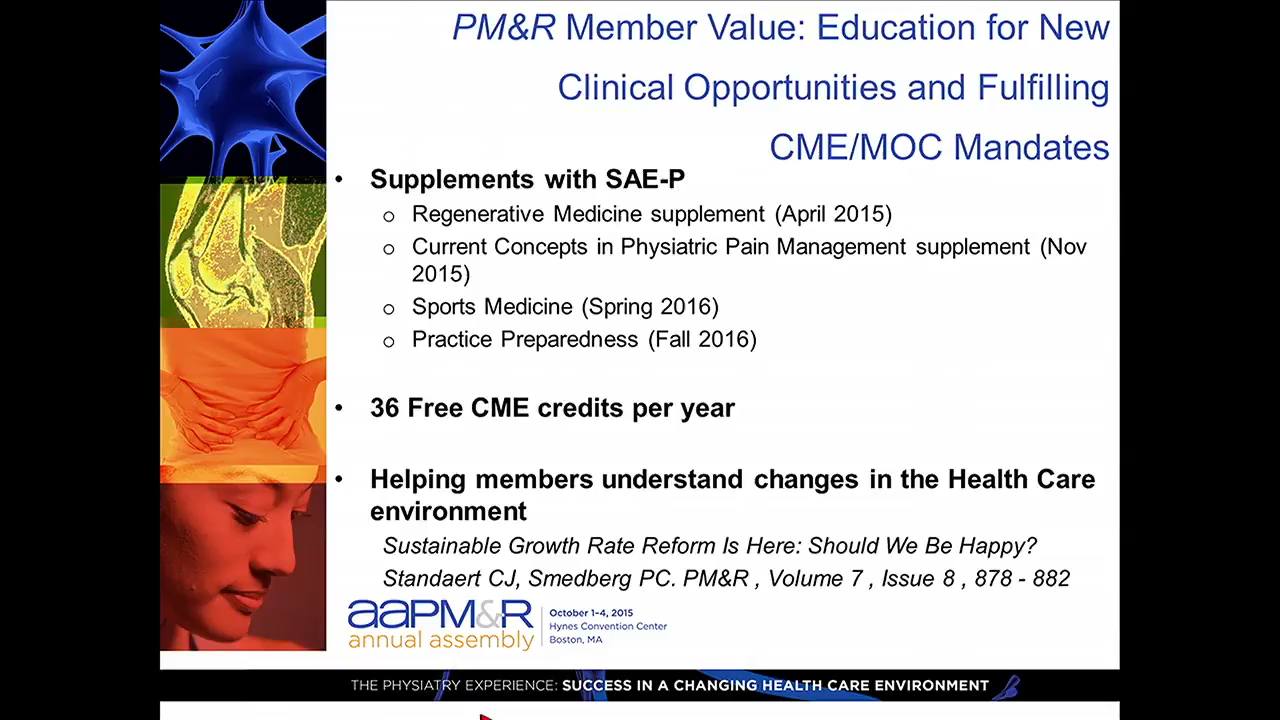 PM&R Member Value: Education for New
Clinical Opportunities and Fulfilling
CME/MOC Mandates
• Supplements with SAE-P
o Regenerative Medicine supplement (April 2015)
o Current Concepts in Physiatric Pain Management supplement (Nov
2015)
o Sports Medicine (Spring 2016)
o Practice Preparedness (Fall 2016)
• 36 Free CME credits per year
• Helping members understand changes in the Health Care
environment
Sustainable Growth Rate Reform Is Here: Should We Be Happy?
Standaert CJ, Smedberg PC. PM&R , Volume 7 , Issue 8 , 878 - 882
aaPM&R
annual assembly
October 1-4, 2015
Hynes Convention Center
Boston, MA
THE PHYSIATRY EXPERIENCE: SUCCESS IN A CHANGING HEALTH CARE ENVIRONMENT